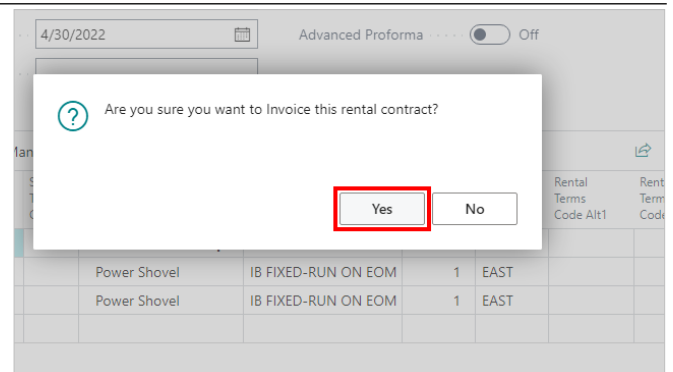 4/30/2022 Advanced Proforma Off
Are you sure you want to Invoice this rental contract?
Yes No
Rental
Terms
Code Alt1
Power Shovel IB FIXED-RUN ON EOM 1 EAST
Power Shovel IB FIXED-RUN ON EOM 1 EAST